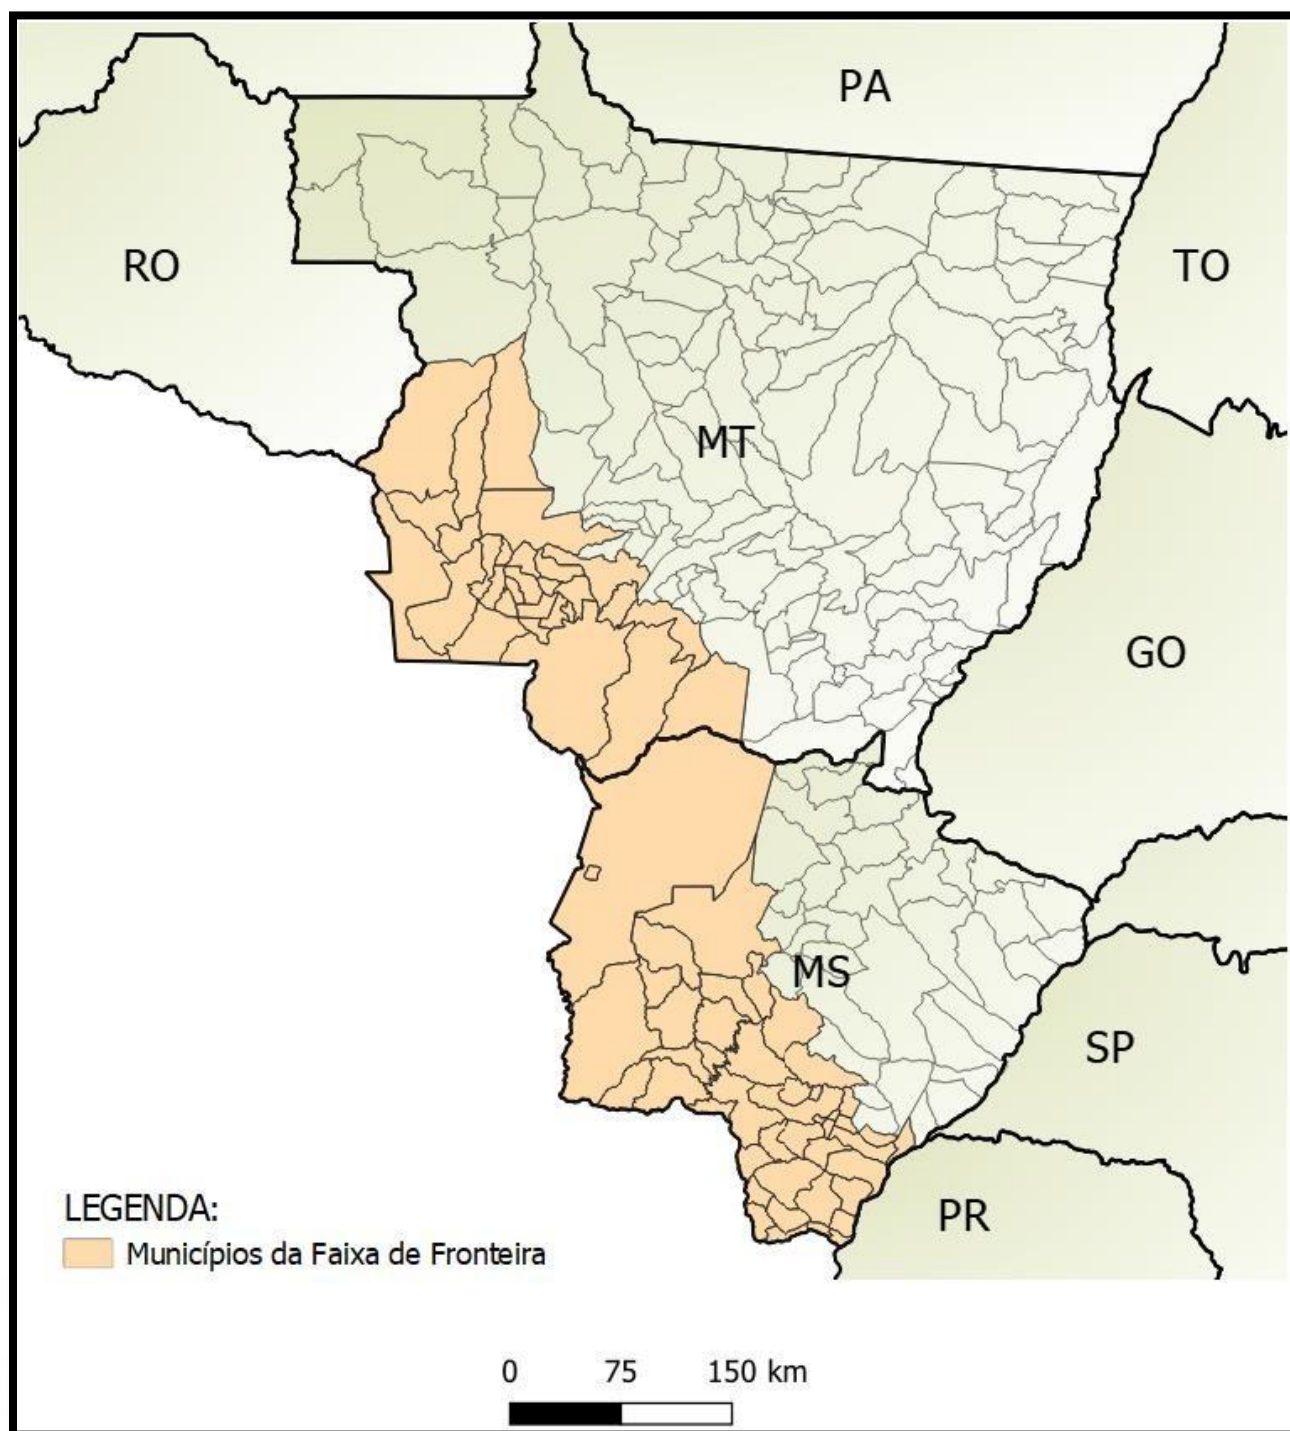 PA
RO
TO
MT
GO
MS
SP
PR
LEGENDA:
Municípios da Faixa de Fronteira
0 75 150 km